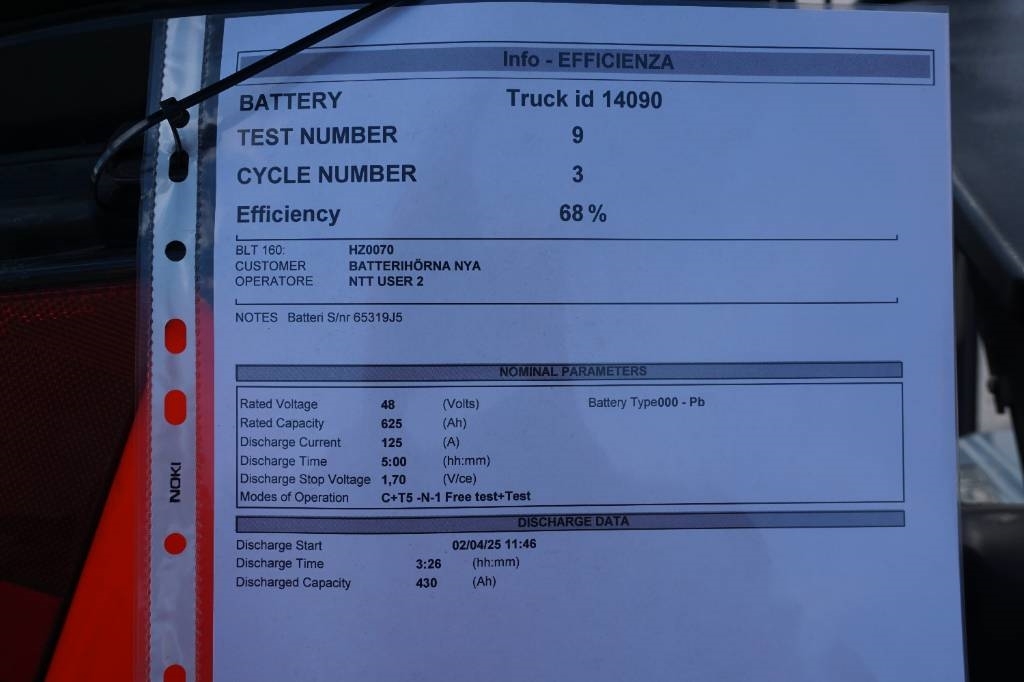 Info - EFFICIENZA
BATTERY Truck id 14090
TEST NUMBER 9
CYCLE NUMBER 3
Efficiency 68 %
BLT 160: HZ0070
CUSTOMER BATTERIHÖRNA NYA
OPERATORE NTT USER 2
NOTES Batteri S/nr 65319J5
NOMINAL PARAMETERS
Rated Voltage 48 (Volts) Battery Type000 - Pb
Rated Capacity 625 (Ah)
Discharge Current 125 (A)
Discharge Time 5:00 (hh:mm)
Discharge Stop Voltage 1,70 (V/ce)
Modes of Operation C+T5 -N-1 Free test+Test
DISCHARGE DATA
Discharge Start 02/04/25 11:46
Discharge Time 3:26 (hh:mm)
Discharged Capacity 430 (Ah)
NOKI